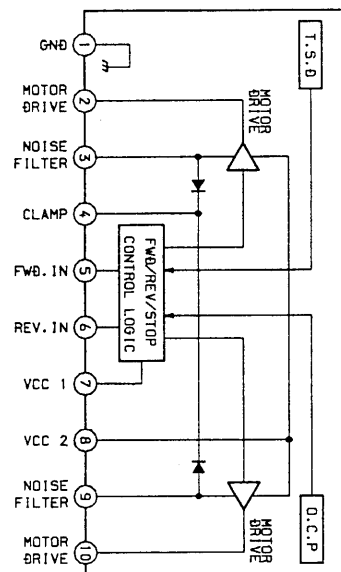 T.S.D
GND
1
MOTOR
DRIVE
2
MOTOR
DRIVE
NOISE
FILTER
3
CLAMP
4
FWD.IN
5
FWD/REV/STOP
CONTROL LOGIC
REV.IN
6
VCC 1
7
VCC 2
8
NOISE
FILTER
9
MOTOR
DRIVE
O.C.P
MOTOR
DRIVE
10